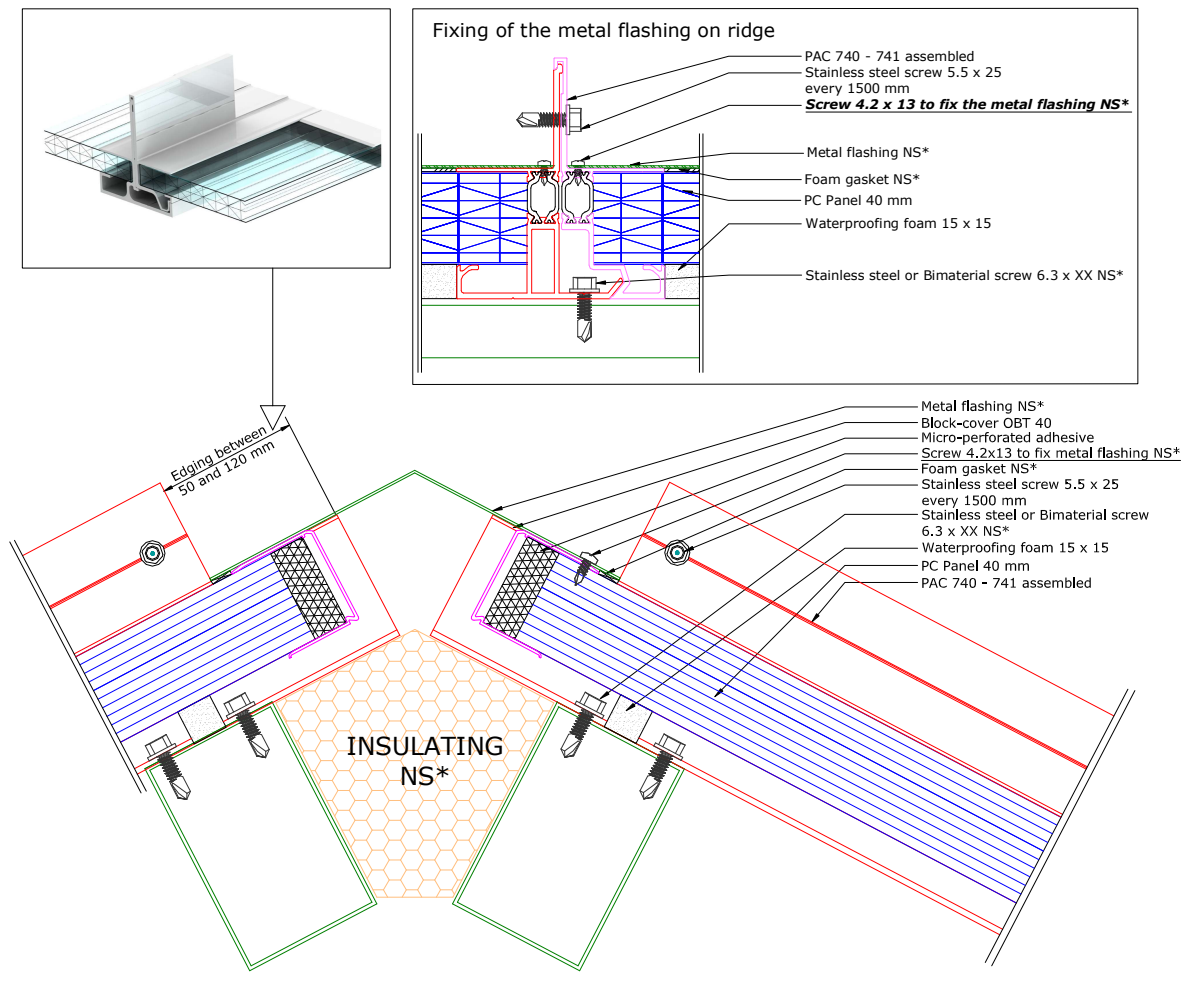 Fixing of the metal flashing on ridge
PAC 740 - 741 assembled
Stainless steel screw 5.5 x 25
every 1500 mm
Screw 4.2 x 13 to fix the metal flashing NS*
Metal flashing NS*
Foam gasket NS*
PC Panel 40 mm
Waterproofing foam 15 x 15
Stainless steel or Bimaterial screw 6.3 x XX NS*
Edging between
50 and 120 mm
Metal flashing NS*
Block-cover OBT 40
Micro-perforated adhesive
Screw 4.2x13 to fix metal flashing NS*
Foam gasket NS*
Stainless steel screw 5.5 x 25
every 1500 mm
Stainless steel or Bimaterial screw
6.3 x XX NS*
Waterproofing foam 15 x 15
PC Panel 40 mm
PAC 740 - 741 assembled
INSULATING
NS*